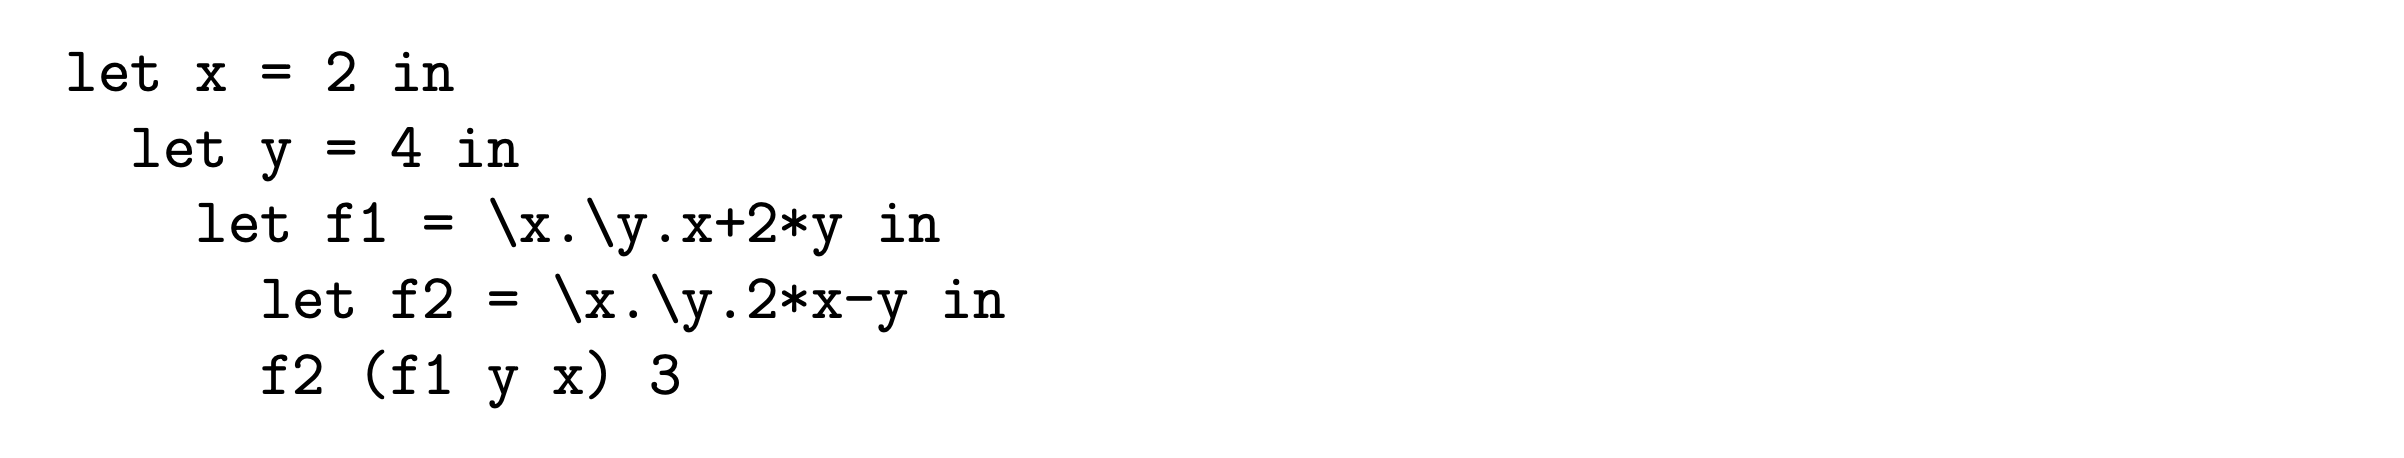 let x = 2 in
  let y = 4 in
    let f1 = \x.\y.x+2*y in
      let f2 = \x.\y.2*x-y in
      f2 (f1 y x) 3